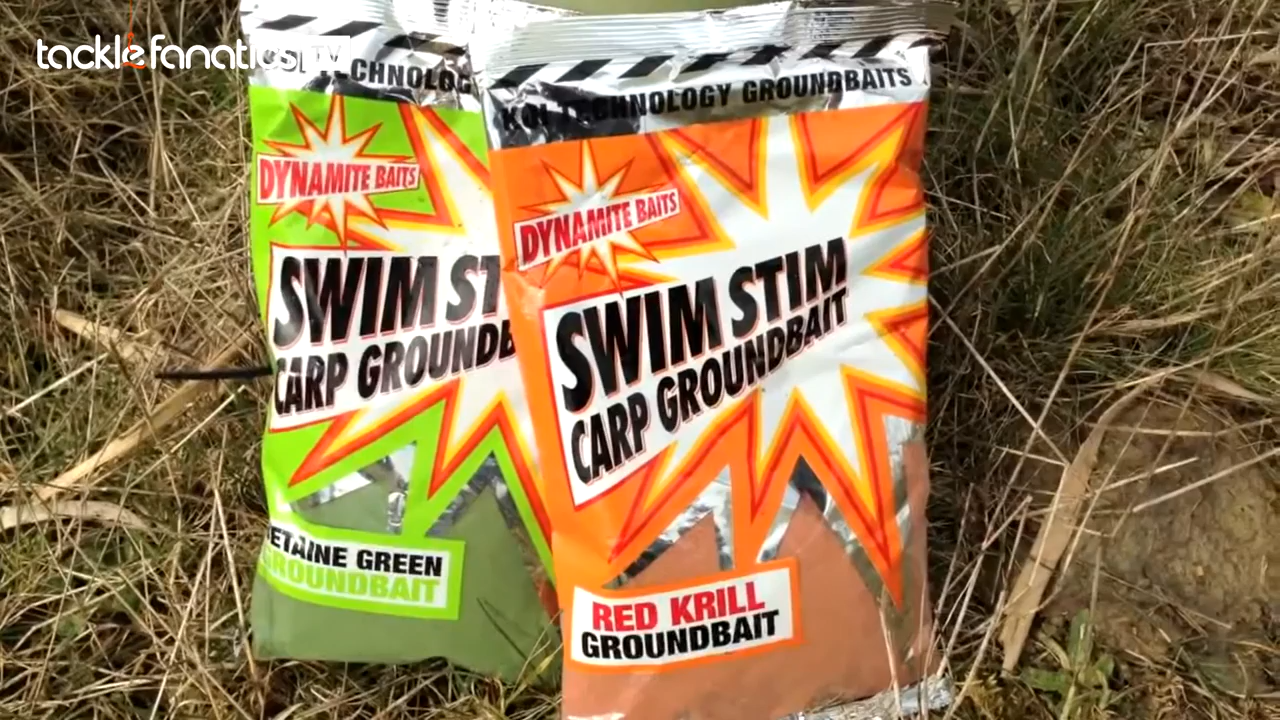 tacklefanatics TV
TECHNOLOGY
DYNAMITE BAITS
SWIM ST
CARP GROUNDB
ETAINE GREEN
GROUNDBAIT
KOI TECHNOLOGY GROUNDBAITS
DYNAMITE BAITS
SWIM STIM
CARP GROUNDBAIT
RED KRILL
GROUNDBAIT